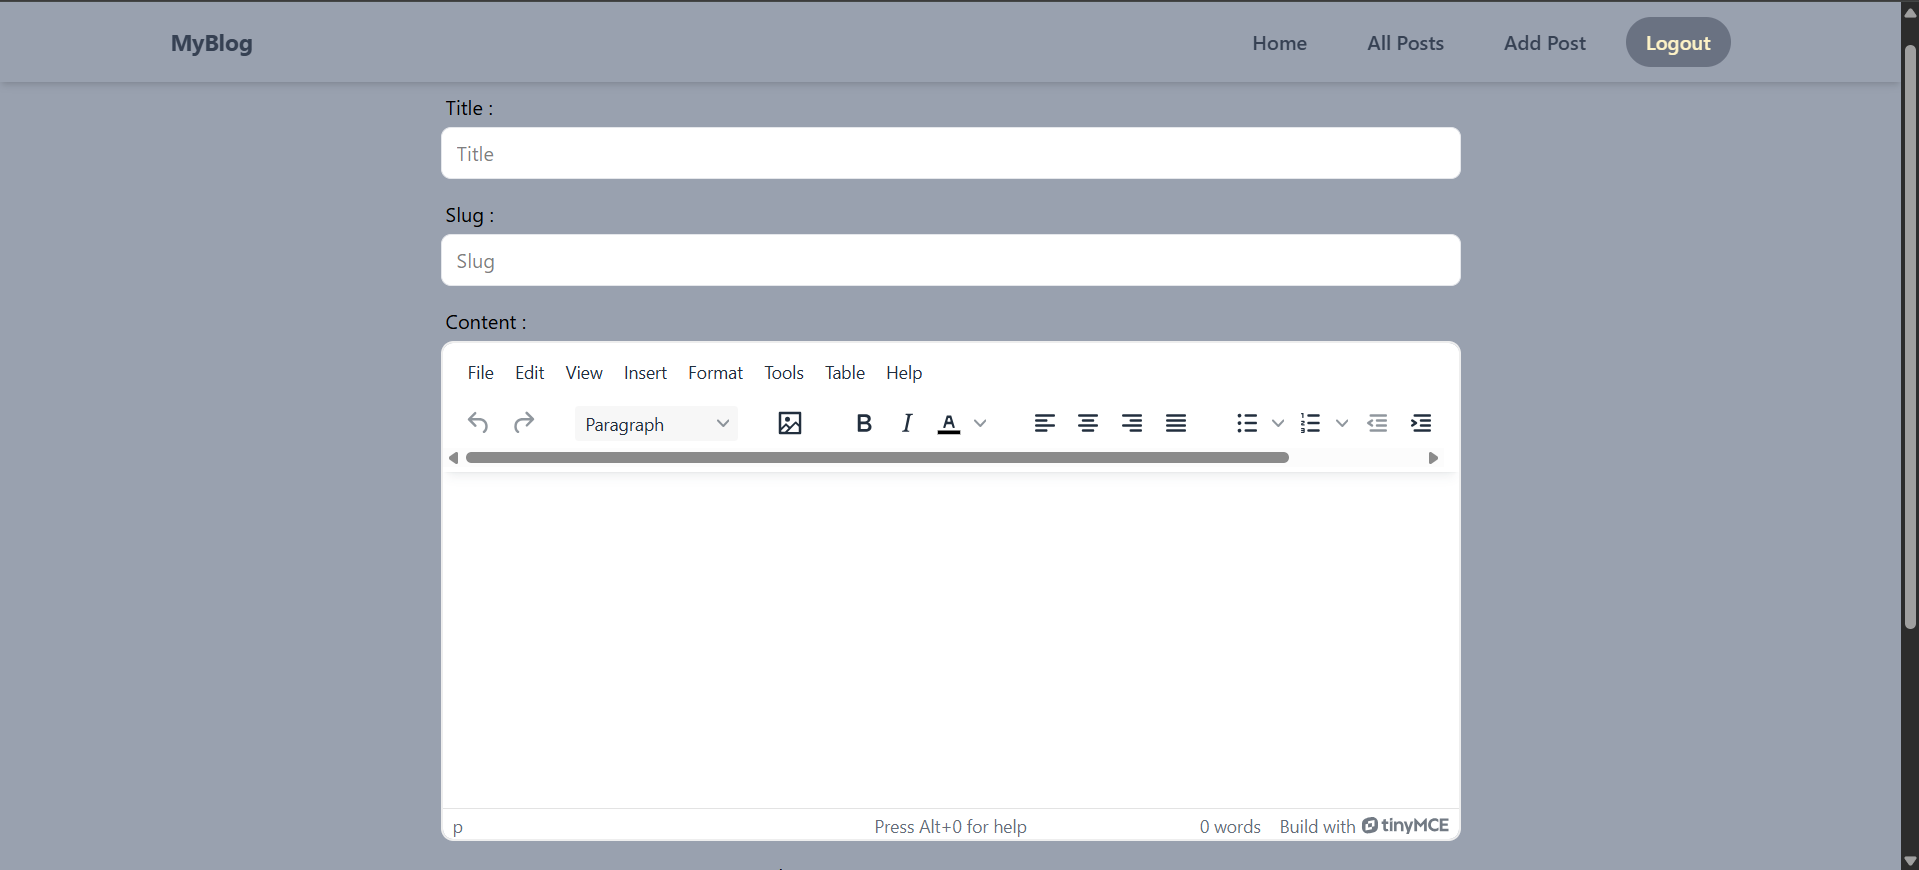 MyBlog Home All Posts Add Post Logout
Title :
Title
Slug :
Slug
Content :
File Edit View Insert Format Tools Table Help
Paragraph B I A
p Press Alt+0 for help 0 words Build with tinyMCE